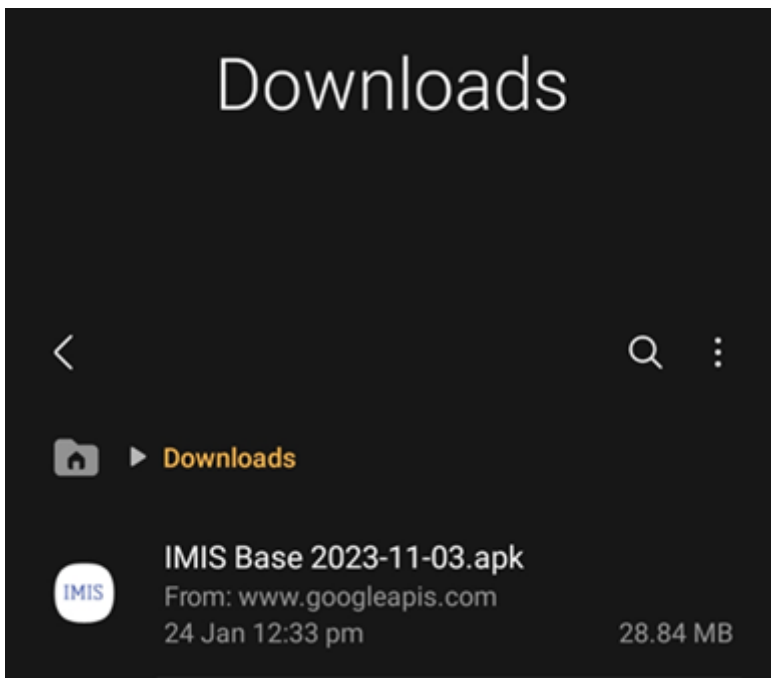 Downloads
Downloads
IMIS Base 2023-11-03.apk
IMIS
From: www.googleapis.com
24 Jan 12:33 pm 28.84 MB